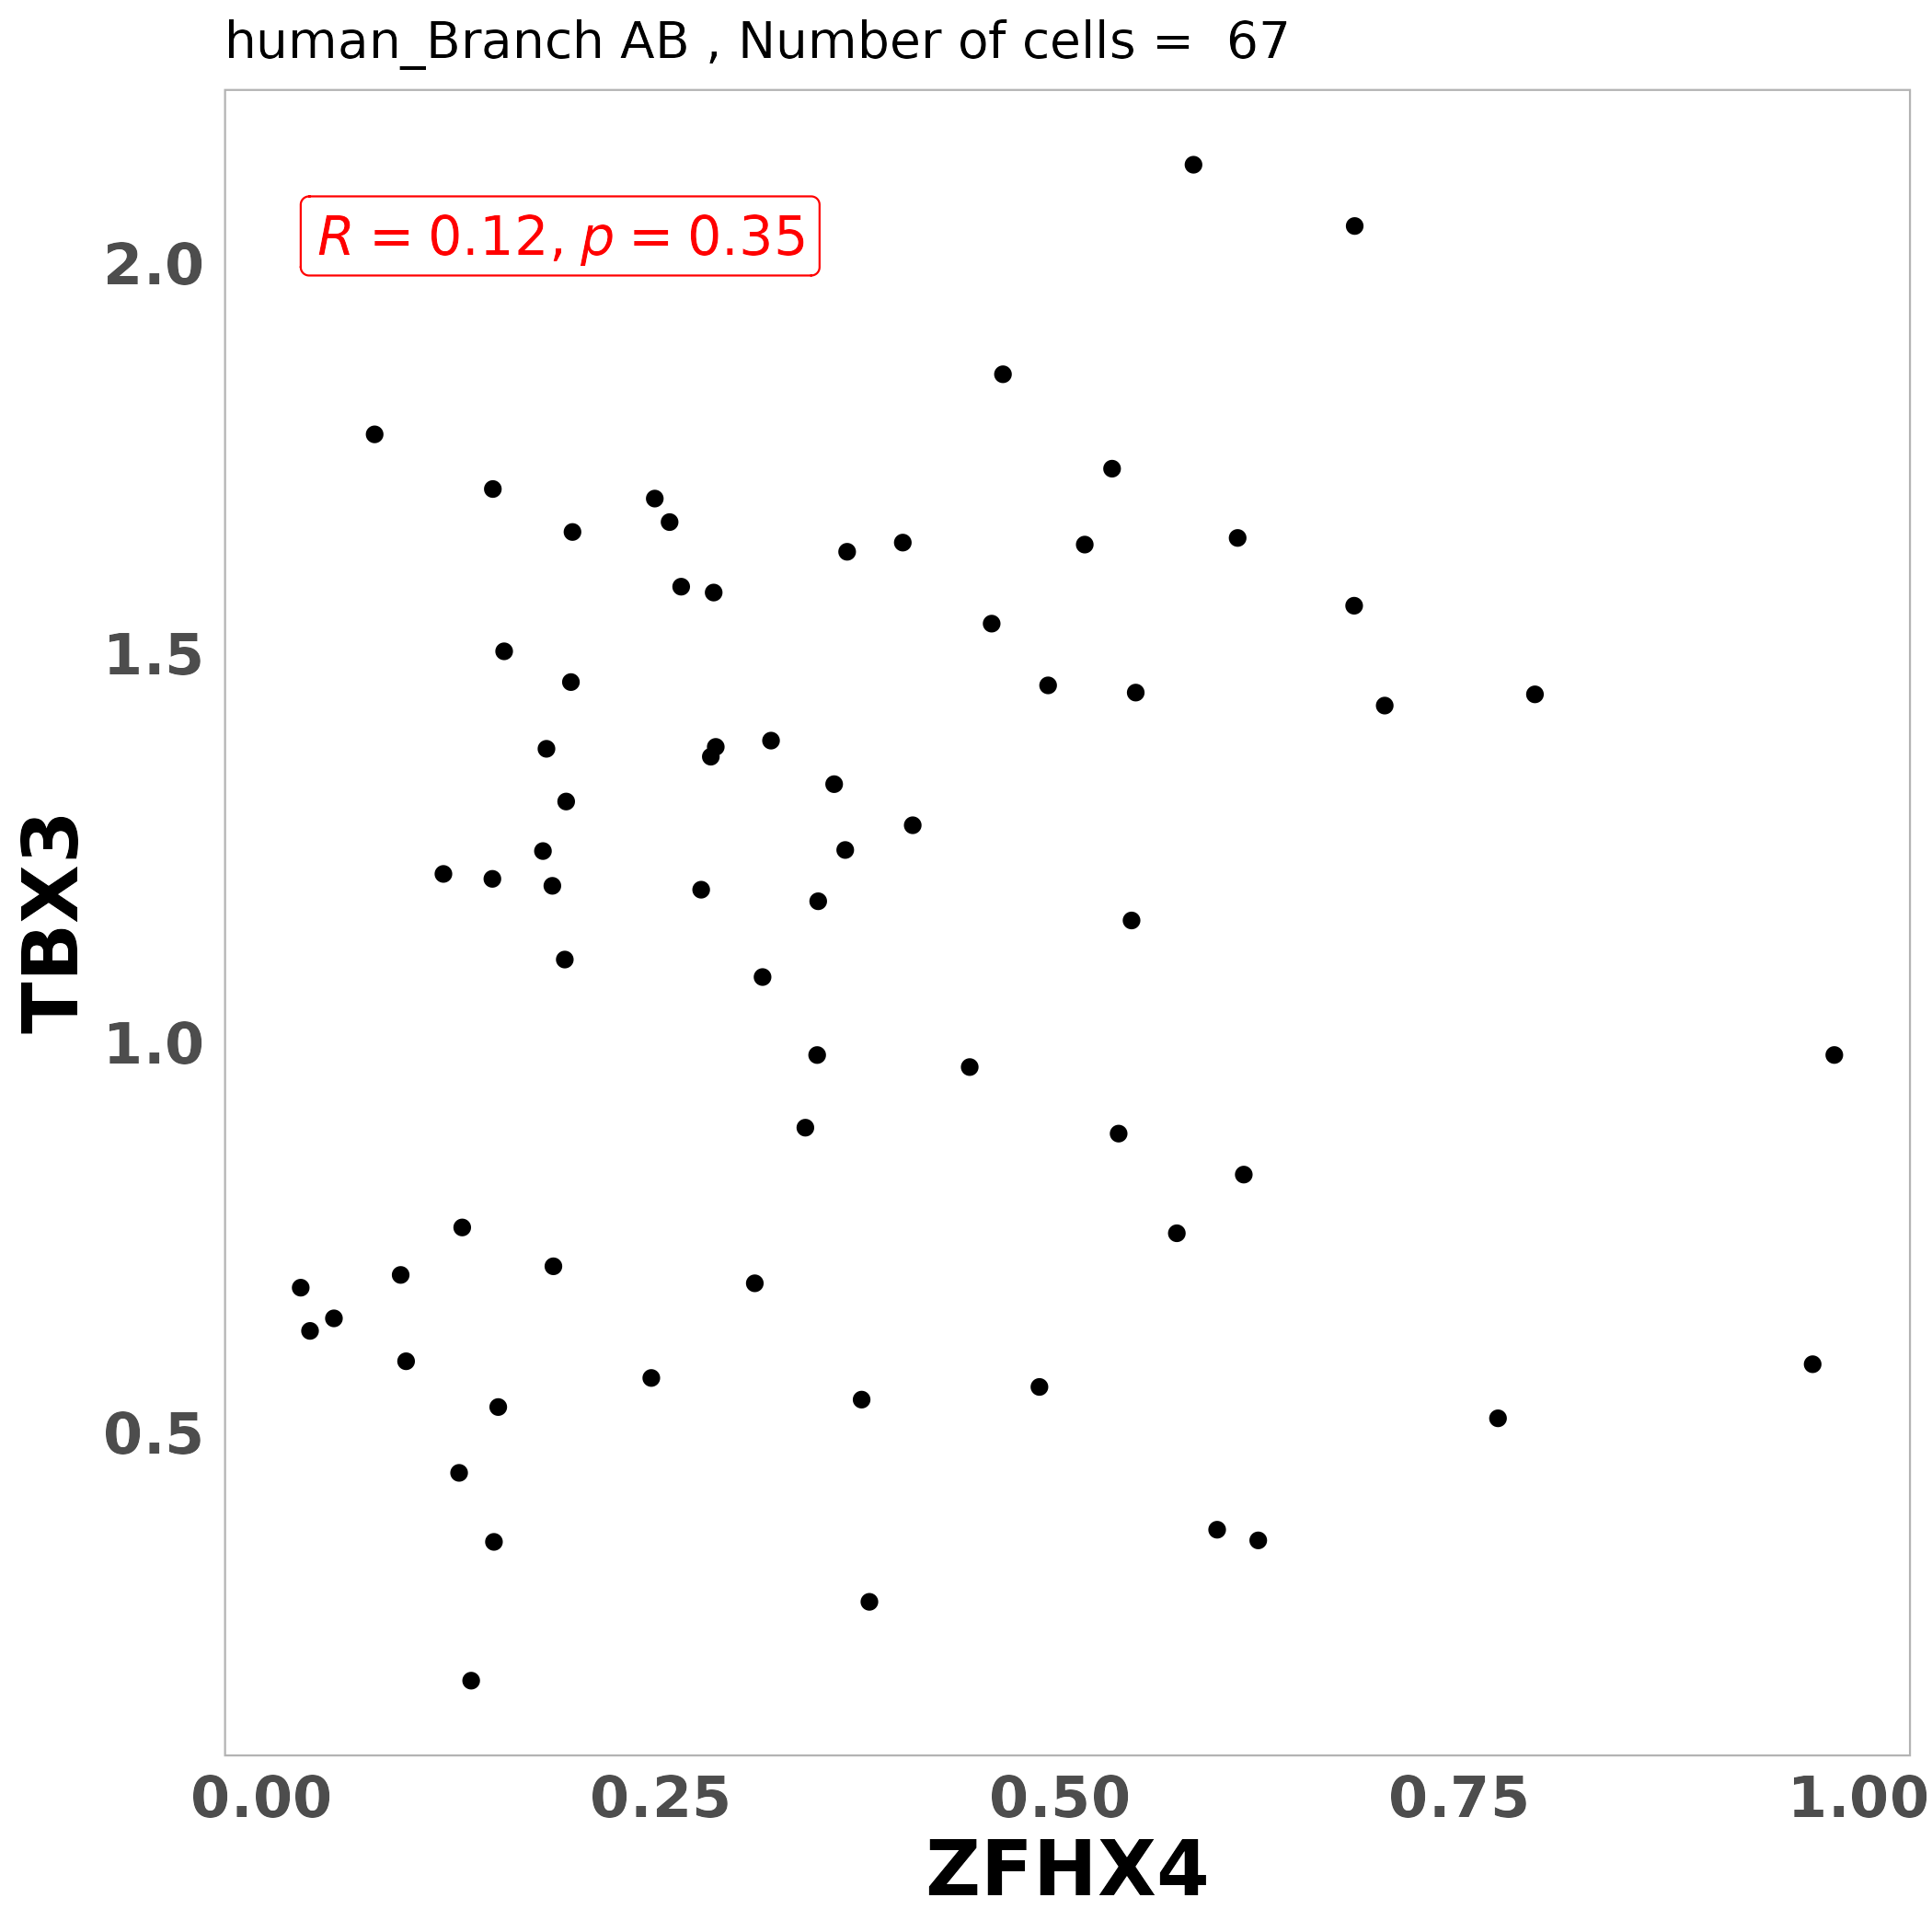 human_Branch AB , Number of cells =  67
R = 0.12, p = 0.35
2.0
1.5
1.0
0.5
TBX3
0.00 0.25 0.50 0.75 1.00
ZFHX4